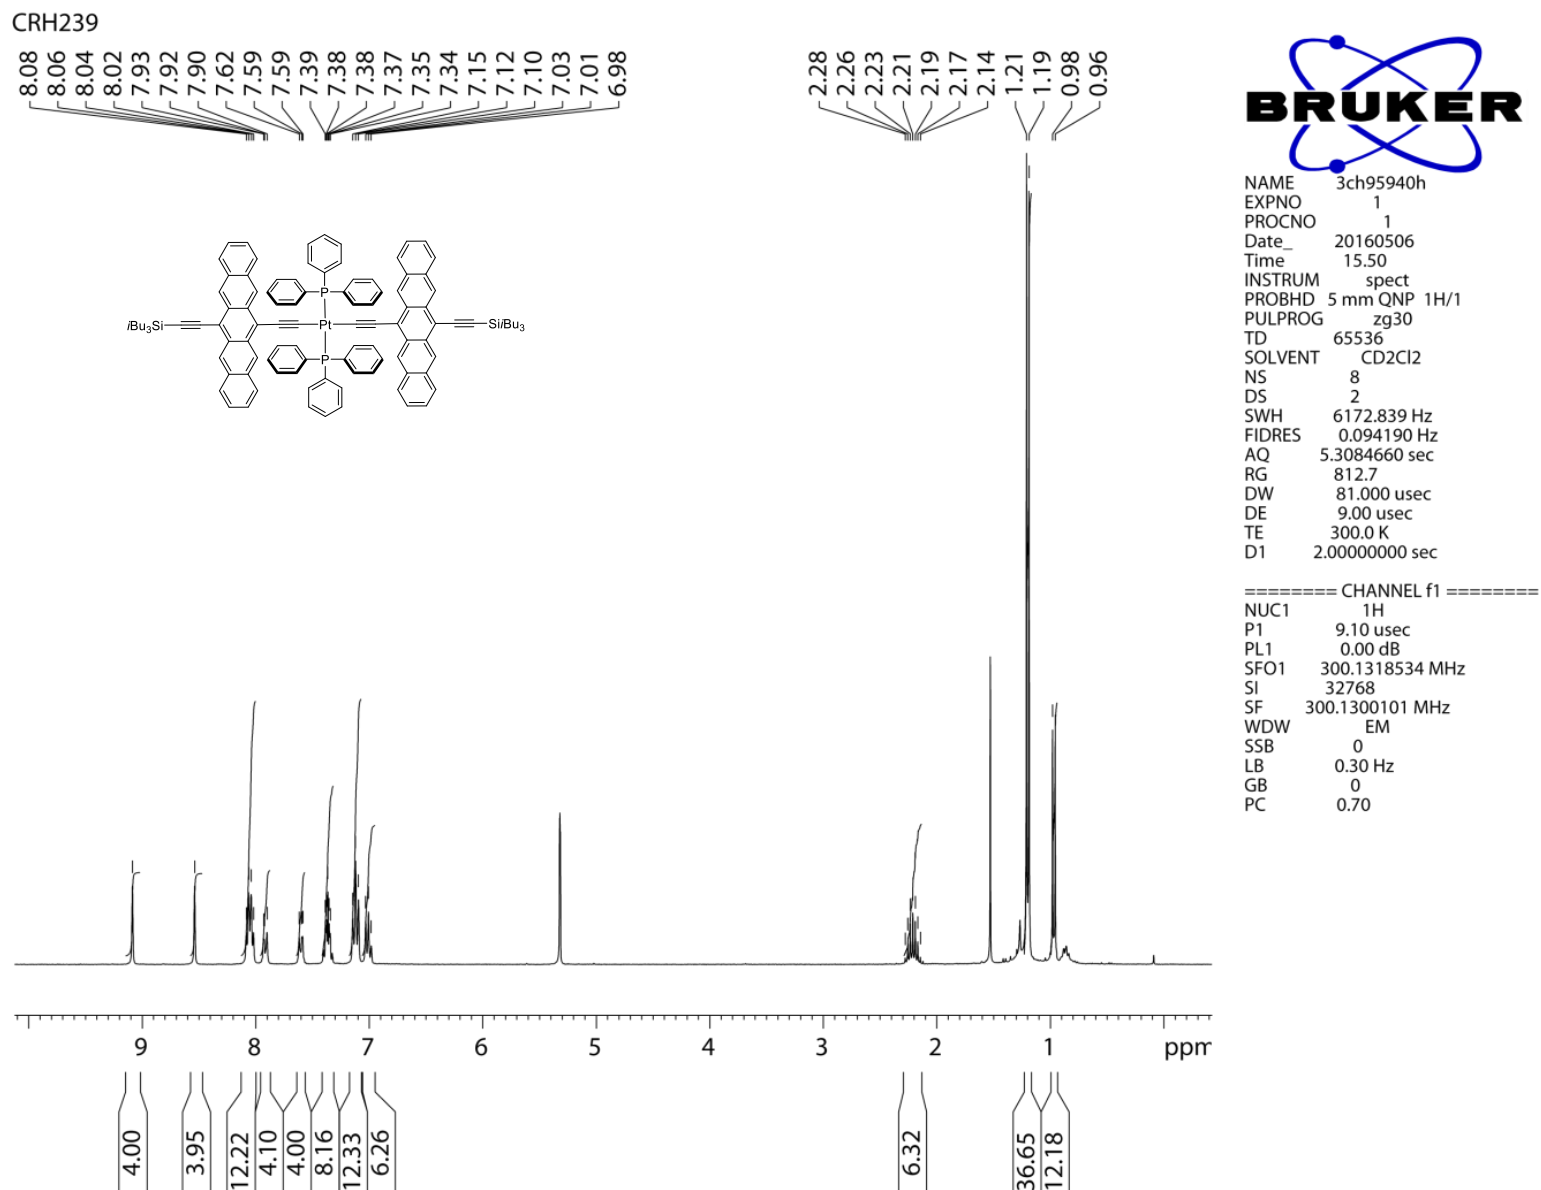 CRH239
8.08
8.06
8.04
8.02
7.93
7.92
7.90
7.62
7.59
7.59
7.39
7.38
7.38
7.37
7.35
7.34
7.15
7.12
7.10
7.03
7.01
6.98
2.28
2.26
2.23
2.21
2.19
2.17
2.14
1.21
1.19
0.98
0.96
BRUKER
NAME 3ch95940h
EXPNO 1
PROCNO 1
Date_ 20160506
Time 15.50
INSTRUM spect
PROBHD 5 mm QNP 1H/1
PULPROG zg30
TD 65536
SOLVENT CD2Cl2
NS 8
DS 2
SWH 6172.839 Hz
FIDRES 0.094190 Hz
AQ 5.3084660 sec
RG 812.7
DW 81.000 usec
DE 9.00 usec
TE 300.0 K
D1 2.00000000 sec
======== CHANNEL f1 ========
NUC1 1H
P1 9.10 usec
PL1 0.00 dB
SFO1 300.1318534 MHz
SI 32768
SF 300.1300101 MHz
WDW EM
SSB 0
LB 0.30 Hz
GB 0
PC 0.70
P
iBu3Si
Pt
SiiBu3
P
9 8 7 6 5 4 3 2 1 ppm
4.00
3.95
12.22
4.10
4.00
8.16
12.33
6.26
6.32
36.65
12.18